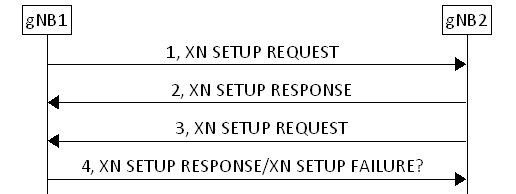 gNB1
gNB2
1, XN SETUP REQUEST
2, XN SETUP RESPONSE
3, XN SETUP REQUEST
4, XN SETUP RESPONSE/XN SETUP FAILURE?